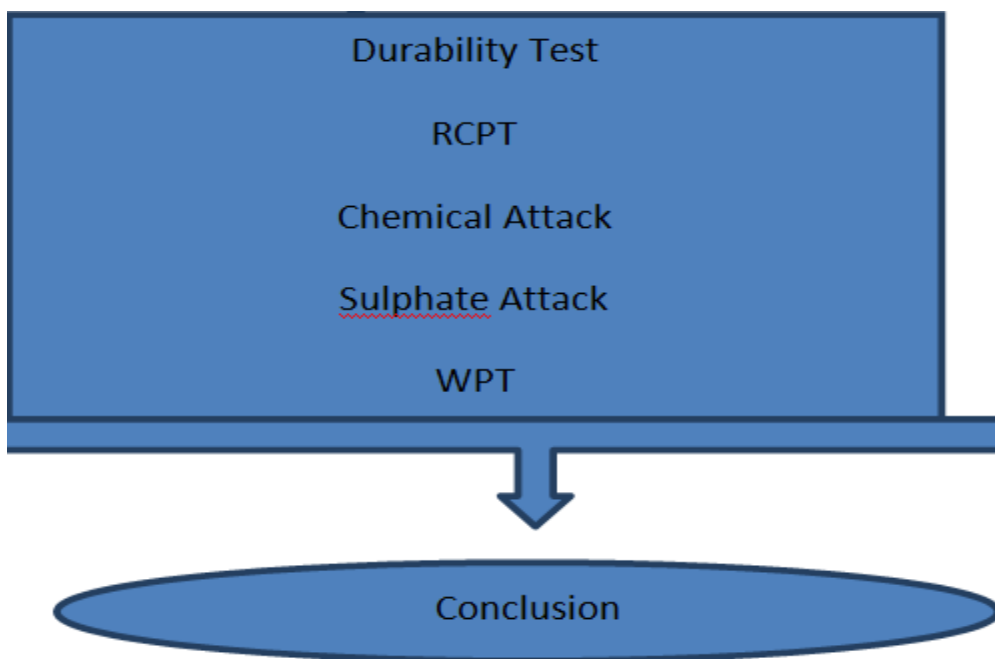 Durability Test
RCPT
Chemical Attack
Sulphate Attack
WPT
Conclusion